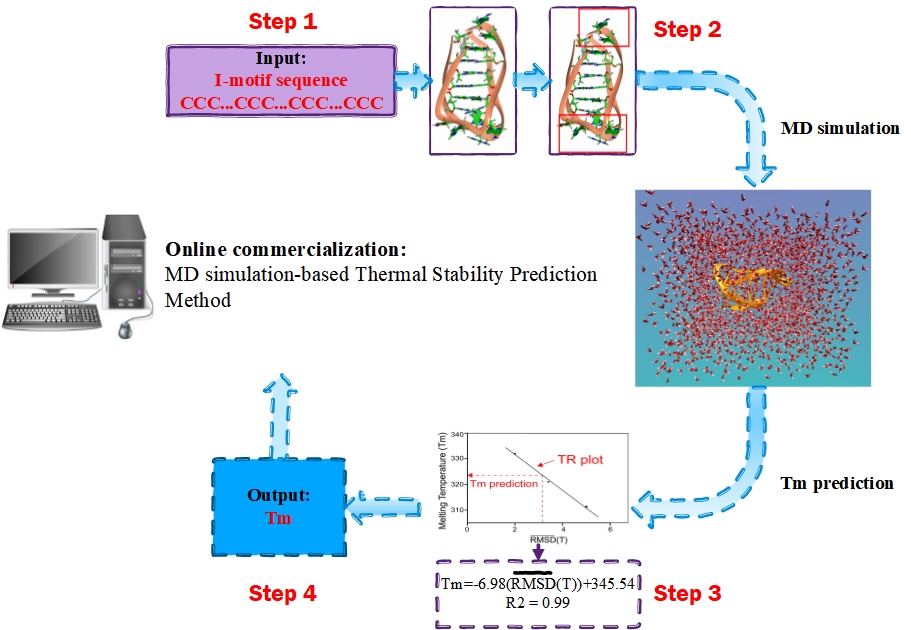 Step 1
Input:
I-motif sequence
CCC...CCC...CCC...CCC
Step 2
MD simulation
Online commercialization:
MD simulation-based Thermal Stability Prediction
Method
Melting Temperature (Tm)
340
330
320
310
0
2
4
6
RMSD(T)
TR plot
Tm prediction
Tm prediction
Output:
Tm
Step 4
Tm=-6.98(RMSD(T))+345.54
R2 = 0.99
Step 3